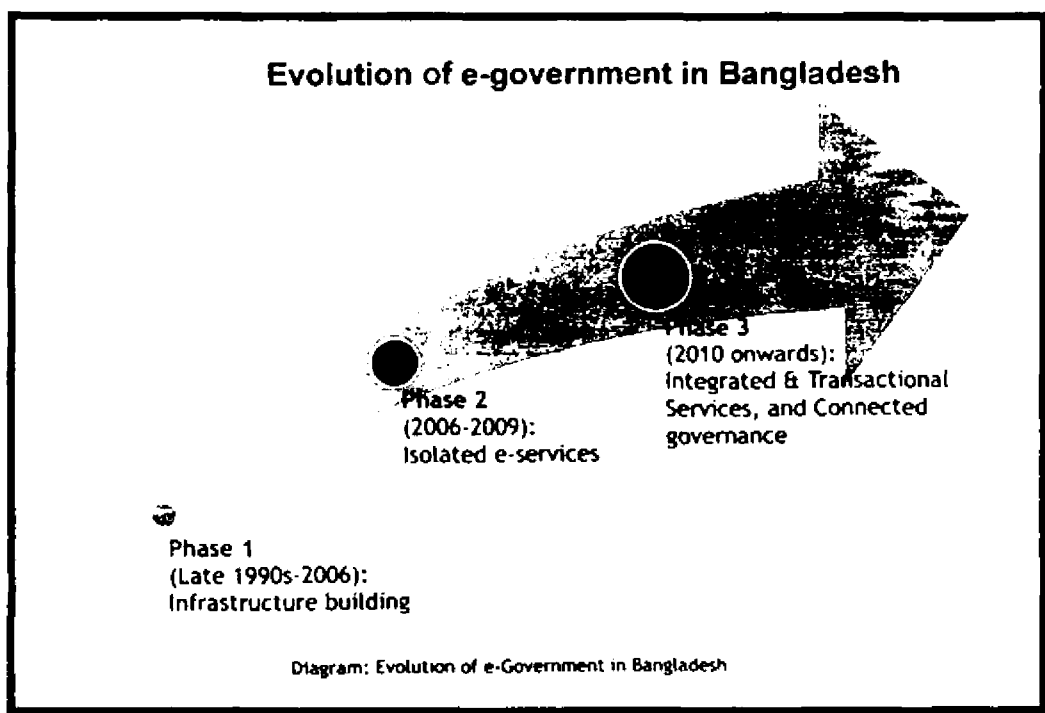 Evolution of e-government in Bangladesh
Phase 3
(2010 onwards):
Integrated & Transactional
Services, and Connected
governance
Phase 2
(2006-2009):
Isolated e-services
Phase 1
(Late 1990s-2006):
Infrastructure building
Diagram: Evolution of e-Government in Bangladesh